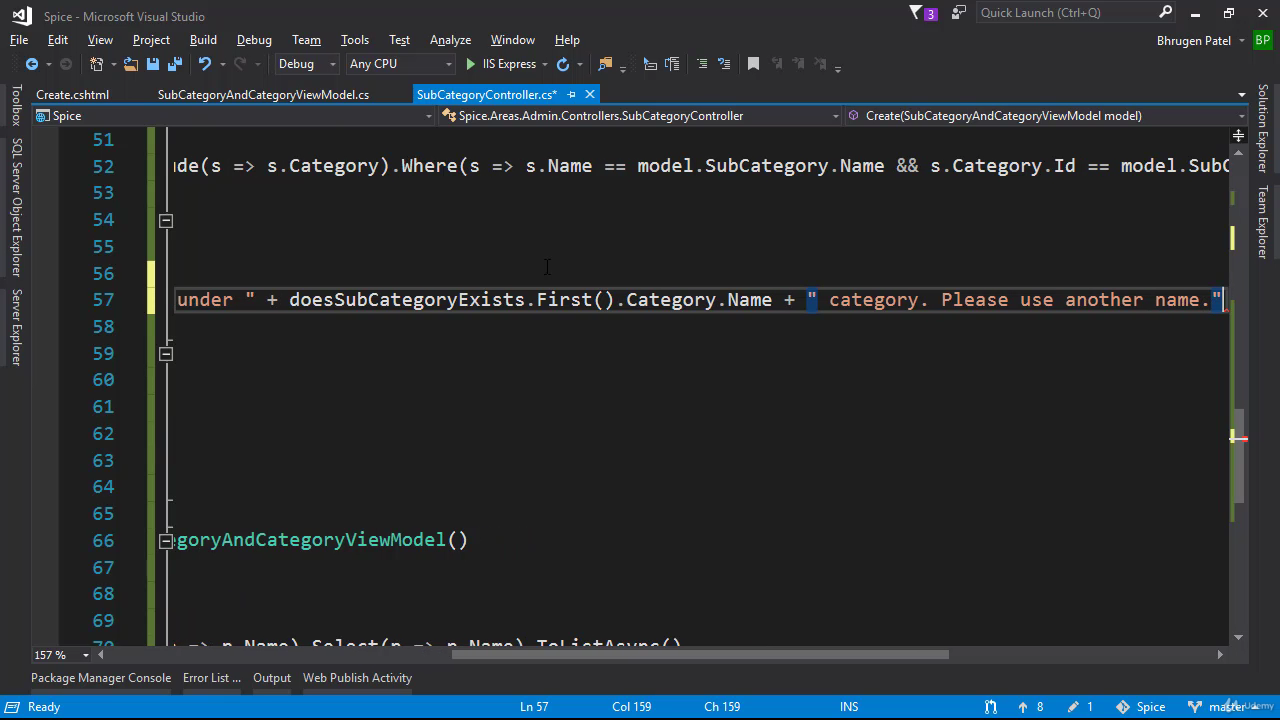 Spice - Microsoft Visual Studio
3
Quick Launch (Ctrl+Q)
File Edit View Project Build Debug Team Tools Test Analyze Window Help
Bhrugen Patel BP
Debug Any CPU IIS Express
Create.cshtml SubCategoryAndCategoryViewModel.cs SubCategoryController.cs*
Spice Spice.Areas.Admin.Controllers.SubCategoryController Create(SubCategoryAndCategoryViewModel model)
Toolbox
SQL Server Object Explorer
Server Explorer
Solution Explorer
Team Explorer
51
52 ude(s => s.Category).Where(s => s.Name == model.SubCategory.Name && s.Category.Id == model.SubC
53
54
55
56
57 under " + doesSubCategoryExists.First().Category.Name + " category. Please use another name."
58
59
60
61
62
63
64
65
66 egoryAndCategoryViewModel()
67
68
69
70 => p.Name).Select(p => p.Name).ToListAsync()
157 %
Package Manager Console Error List ... Output Web Publish Activity
Ready Ln 57 Col 159 Ch 159 INS 8 1 Spice master
Udemy